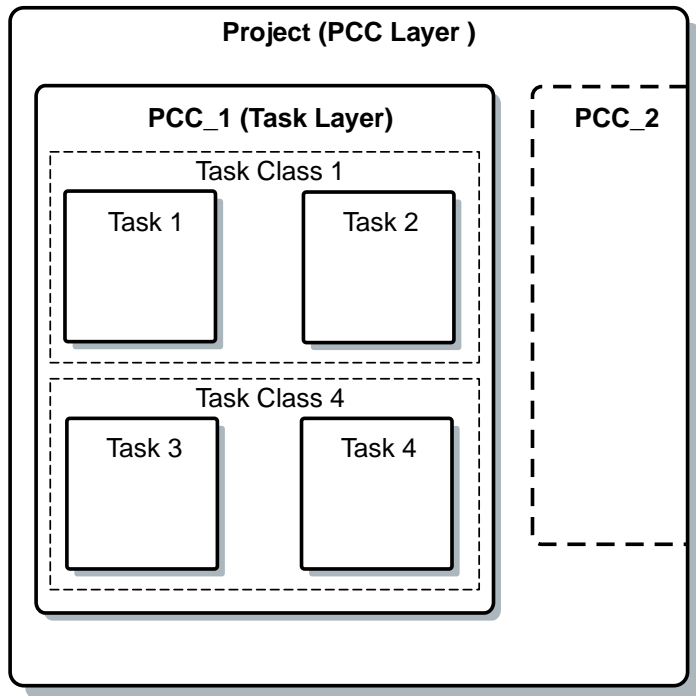 Project (PCC Layer )
PCC_1 (Task Layer)
PCC_2
Task Class 1
Task 1
Task 2
Task Class 4
Task 3
Task 4